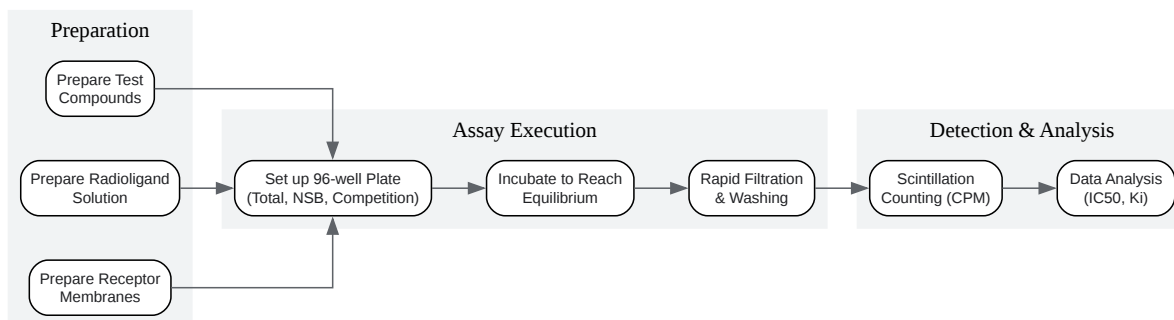 Preparation
Prepare Test
Compounds
Prepare Radioligand
Solution
Prepare Receptor
Membranes
Assay Execution
Set up 96-well Plate
(Total, NSB, Competition)
Incubate to Reach
Equilibrium
Rapid Filtration
& Washing
Detection & Analysis
Scintillation
Counting (CPM)
Data Analysis
(IC50, Ki)